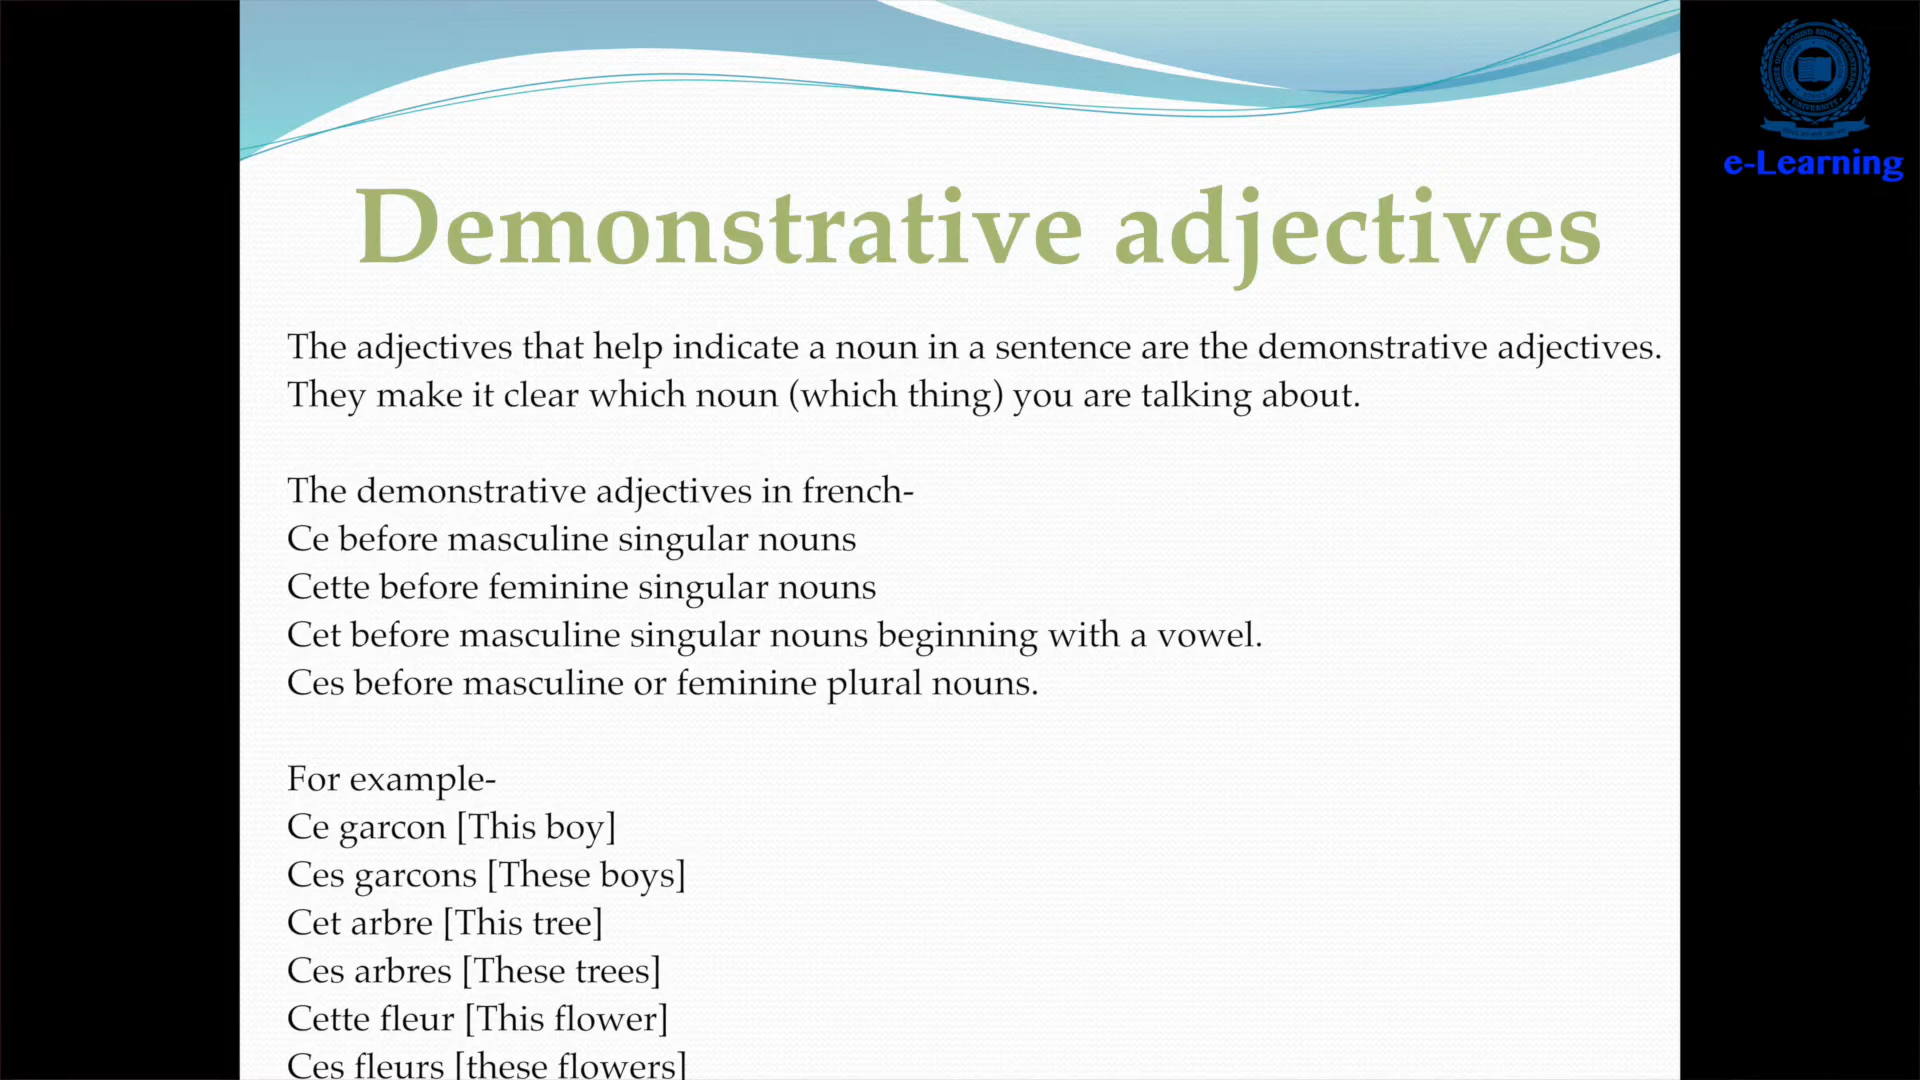 Demonstrative adjectives
The adjectives that help indicate a noun in a sentence are the demonstrative adjectives.
They make it clear which noun (which thing) you are talking about.
The demonstrative adjectives in french-
Ce before masculine singular nouns
Cette before feminine singular nouns
Cet before masculine singular nouns beginning with a vowel.
Ces before masculine or feminine plural nouns.
For example-
Ce garcon [This boy]
Ces garcons [These boys]
Cet arbre [This tree]
Ces arbres [These trees]
Cette fleur [This flower]
Ces fleurs [these flowers]
UNIVERSITY
e-Learning